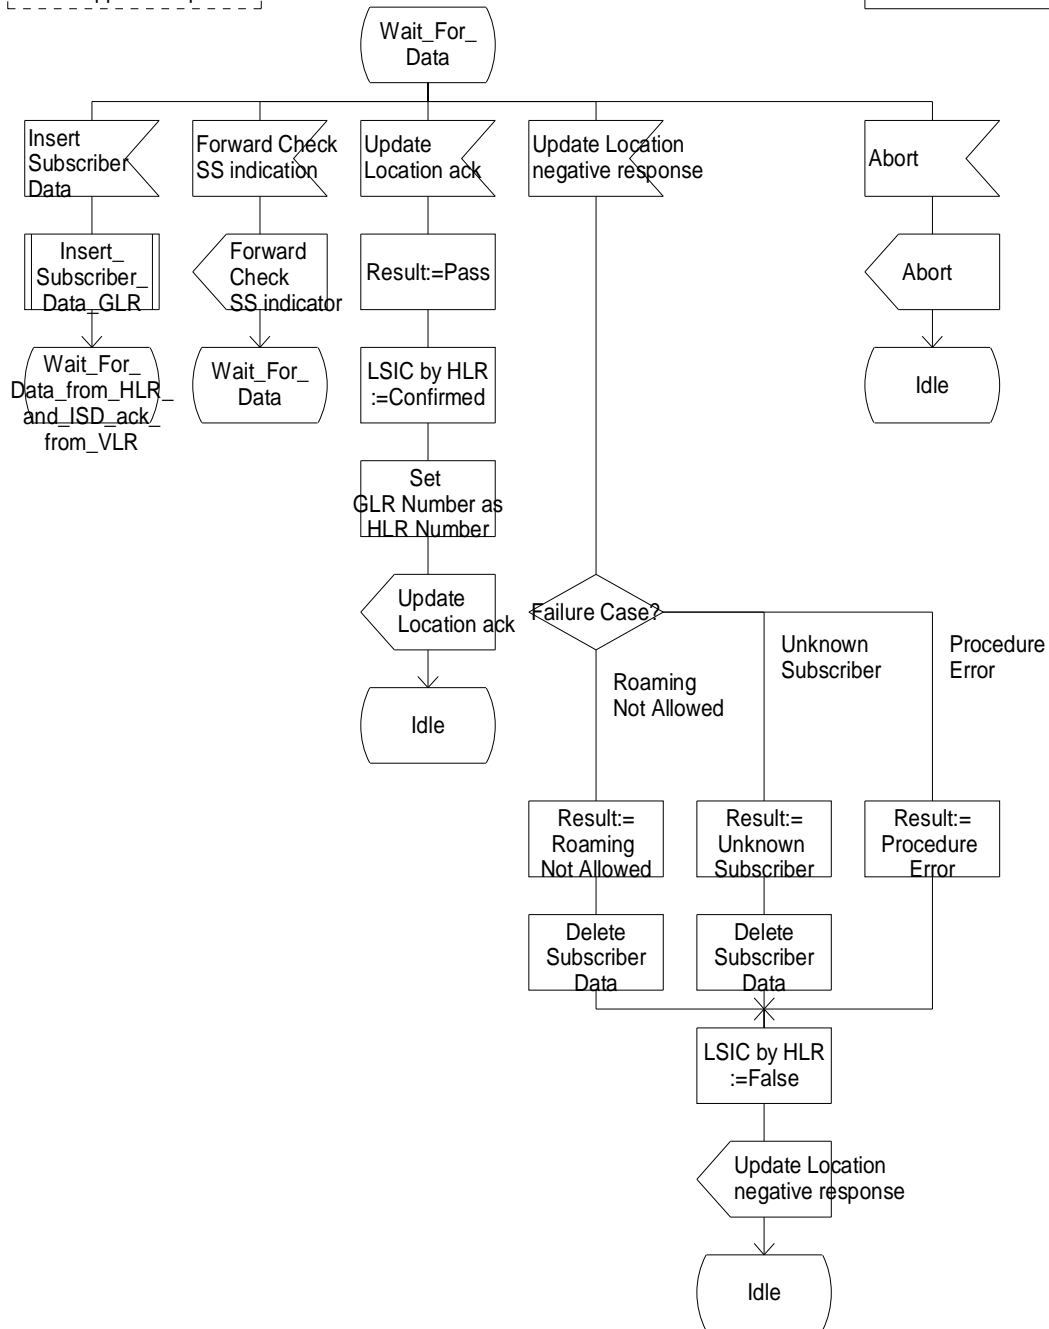 Wait_For_
Data
Insert
Subscriber
Data
Forward Check
SS indication
Update
Location ack
Update Location
negative response
Abort
Insert_
Subscriber_
Data_GLR
Forward
Check
SS indicator
Result:=Pass
Abort
Wait_For_
Data_from_HLR_
and_ISD_ack_
from_VLR
Wait_For_
Data
LSIC by HLR
:=Confirmed
Idle
Set
GLR Number as
HLR Number
Update
Location ack
Failure Case?
Unknown
Subscriber
Procedure
Error
Roaming
Not Allowed
Idle
Result:=
Roaming
Not Allowed
Result:=
Unknown
Subscriber
Result:=
Procedure
Error
Delete
Subscriber
Data
Delete
Subscriber
Data
LSIC by HLR
:=False
Update Location
negative response
Idle